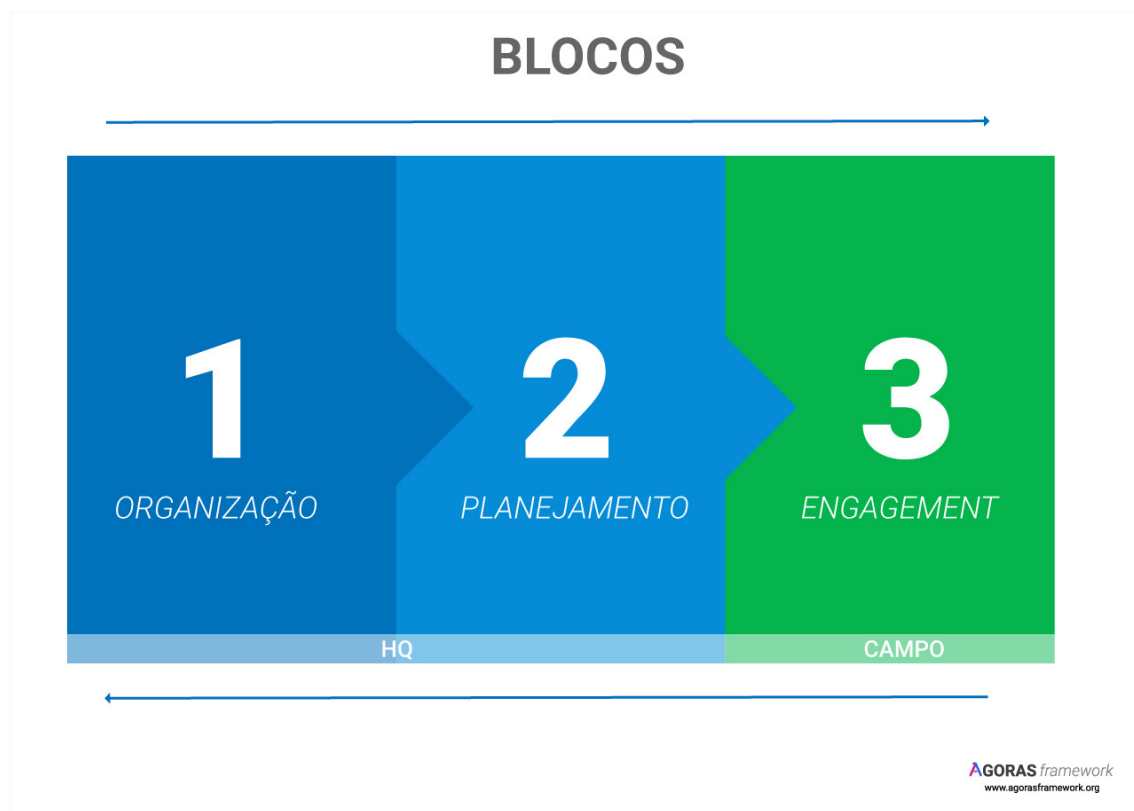 BLOCOS
1
2
3
ORGANIZAÇÃO
PLANEJAMENTO
ENGAGEMENT
HQ
CAMPO
AGORAS framework
www.agorasframework.org